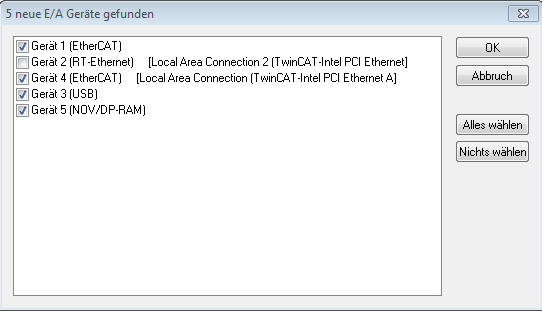 5 neue E/A Geräte gefunden
Gerät 1 (EtherCAT)
Gerät 2 (RT-Ethernet) [Local Area Connection 2 (TwinCAT-Intel PCI Ethernet]
Gerät 4 (EtherCAT) [Local Area Connection (TwinCAT-Intel PCI Ethernet A]
Gerät 3 (USB)
Gerät 5 (NOV/DP-RAM)
OK
Abbruch
Alles wählen
Nichts wählen